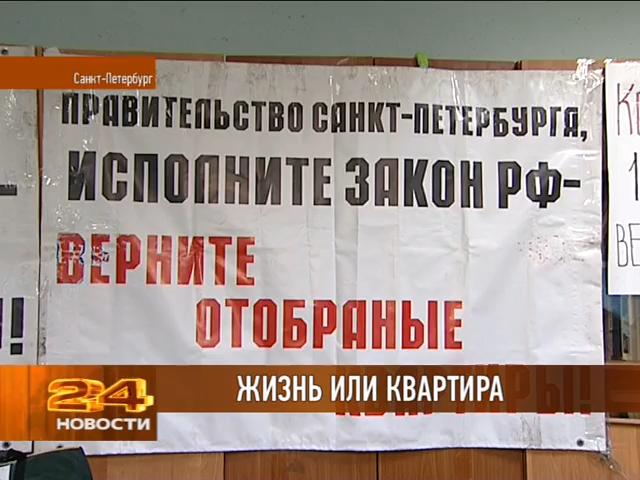 Санкт-Петербург
ПРАВИТЕЛЬСТВО САНКТ-ПЕТЕРБУРГА,
ИСПОЛНИТЕ ЗАКОН РФ-
ВЕРНИТЕ
ОТОБРАНЫЕ
24
НОВОСТИ
ЖИЗНЬ ИЛИ КВАРТИРА